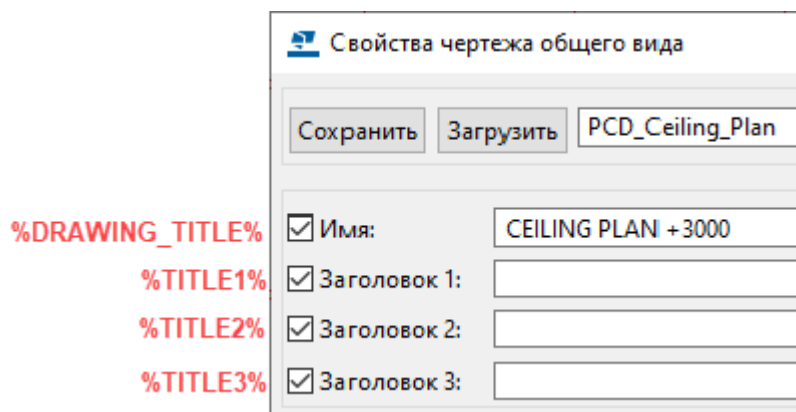 Свойства чертежа общего вида
Сохранить Загрузить PCD_Ceiling_Plan
%DRAWING_TITLE% Имя: CEILING PLAN +3000
%TITLE1% Заголовок 1:
%TITLE2% Заголовок 2:
%TITLE3% Заголовок 3: